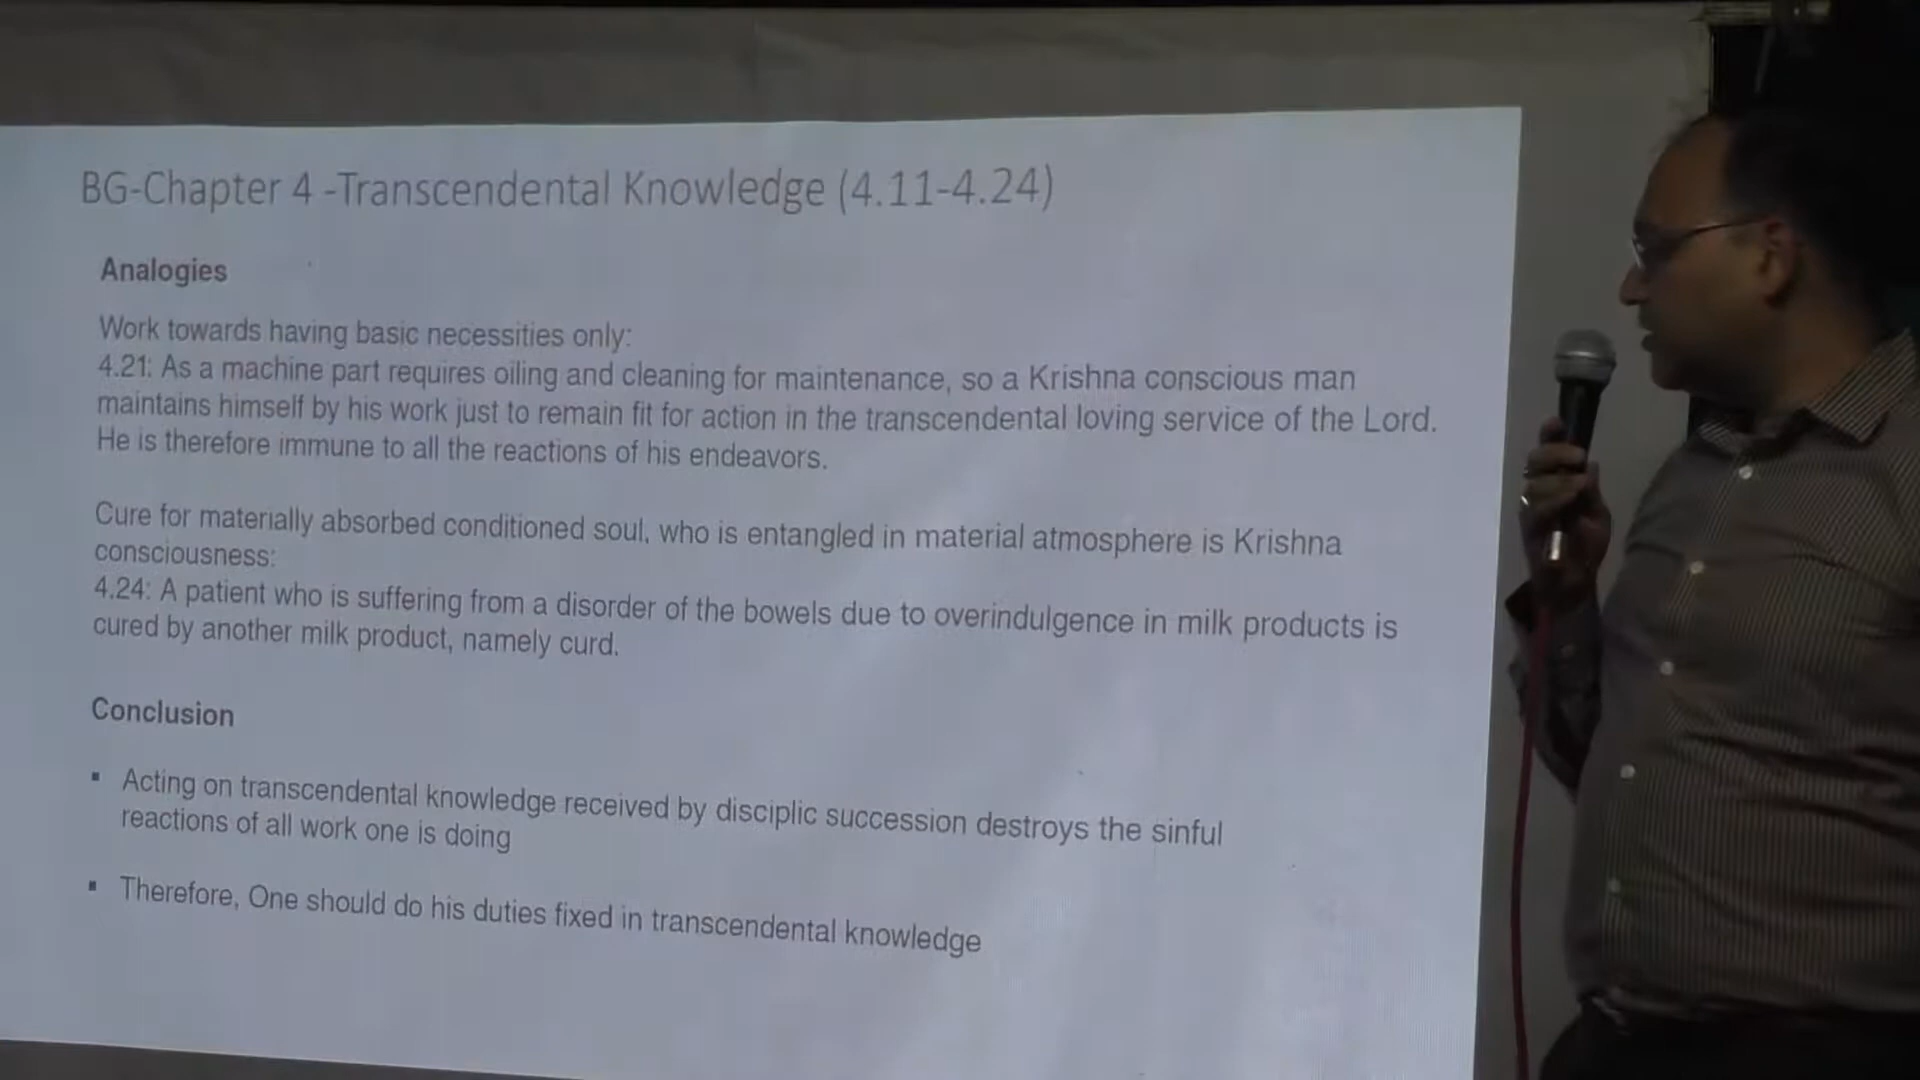 BG-Chapter 4 -Transcendental Knowledge (4.11-4.24)
Analogies
Work towards having basic necessities only:
4.21: As a machine part requires oiling and cleaning for maintenance, so a Krishna conscious man
maintains himself by his work just to remain fit for action in the transcendental loving service of the Lord.
He is therefore immune to all the reactions of his endeavors.
Cure for materially absorbed conditioned soul, who is entangled in material atmosphere is Krishna
consciousness:
4.24: A patient who is suffering from a disorder of the bowels due to overindulgence in milk products is
cured by another milk product, namely curd.
Conclusion
▪ Acting on transcendental knowledge received by disciplic succession destroys the sinful
reactions of all work one is doing
▪ Therefore, One should do his duties fixed in transcendental knowledge